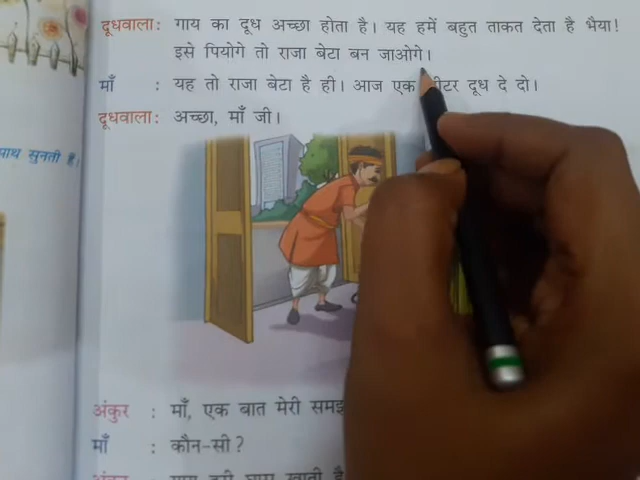 दूधवाला: गाय का दूध अच्छा होता है। यह हमें बहुत ताकत देता है भैया!
इसे पियोगे तो राजा बेटा बन जाओगे।
माँ : यह तो राजा बेटा है ही। आज एक लीटर दूध दे दो।
दूधवाला: अच्छा, माँ जी।
पाथ सुनती है।
अंकुर : माँ, एक बात मेरी समझ
माँ : कौन-सी?